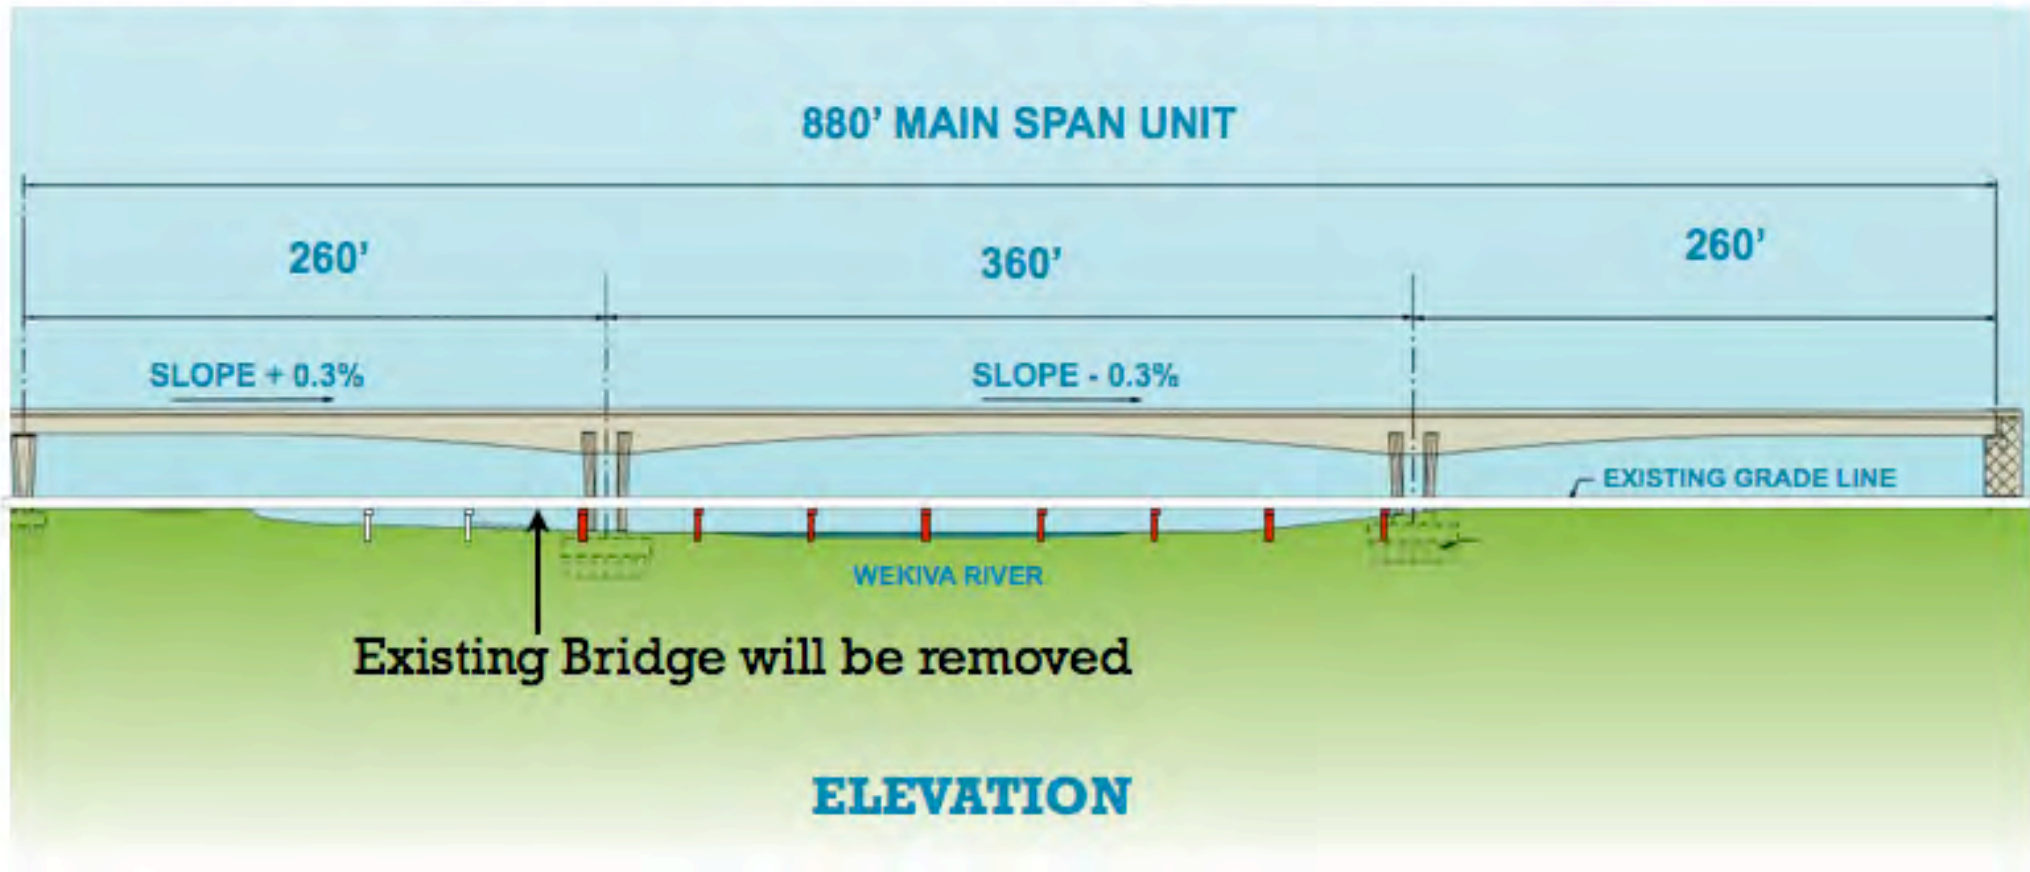 880’ MAIN SPAN UNIT
260’
360’
260’
SLOPE + 0.3%
SLOPE - 0.3%
EXISTING GRADE LINE
WEKIVA RIVER
Existing Bridge will be removed
ELEVATION